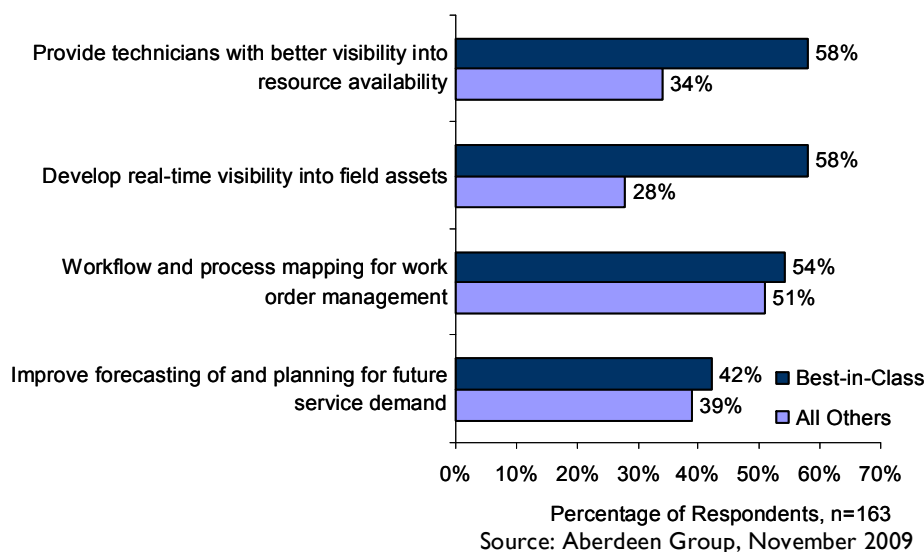 Provide technicians with better visibility into
resource availability
58%
34%
Develop real-time visibility into field assets
58%
28%
Workflow and process mapping for work
order management
54%
51%
Improve forecasting of and planning for future
service demand
42%
39%
Best-in-Class
All Others
0% 10% 20% 30% 40% 50% 60% 70%
Percentage of Respondents, n=163
Source: Aberdeen Group, November 2009